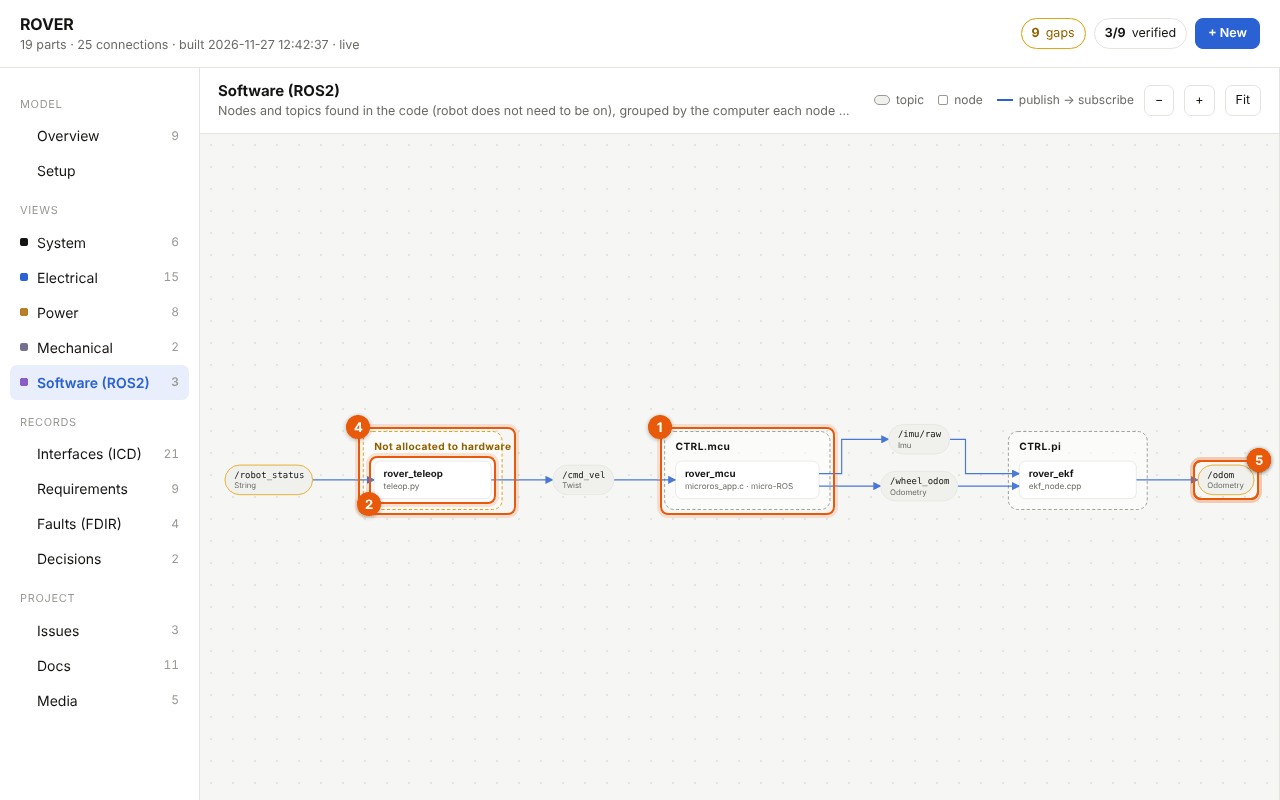 ROVER
19 parts · 25 connections · built 2026-11-27 12:42:37 · live
9 gaps
3/9 verified
+ New
MODEL
Overview 9
Setup
VIEWS
System 6
Electrical 15
Power 8
Mechanical 2
Software (ROS2) 3
RECORDS
Interfaces (ICD) 21
Requirements 9
Faults (FDIR) 4
Decisions 2
PROJECT
Issues 3
Docs 11
Media 5
Software (ROS2)
Nodes and topics found in the code (robot does not need to be on), grouped by the computer each node ...
topic
node
publish → subscribe
−
+
Fit
/robot_status
String
4
Not allocated to hardware
rover_teleop
teleop.py
2
/cmd_vel
Twist
1
CTRL.mcu
rover_mcu
microros_app.c · micro-ROS
/imu/raw
Imu
/wheel_odom
Odometry
CTRL.pi
rover_ekf
ekf_node.cpp
5
/odom
Odometry